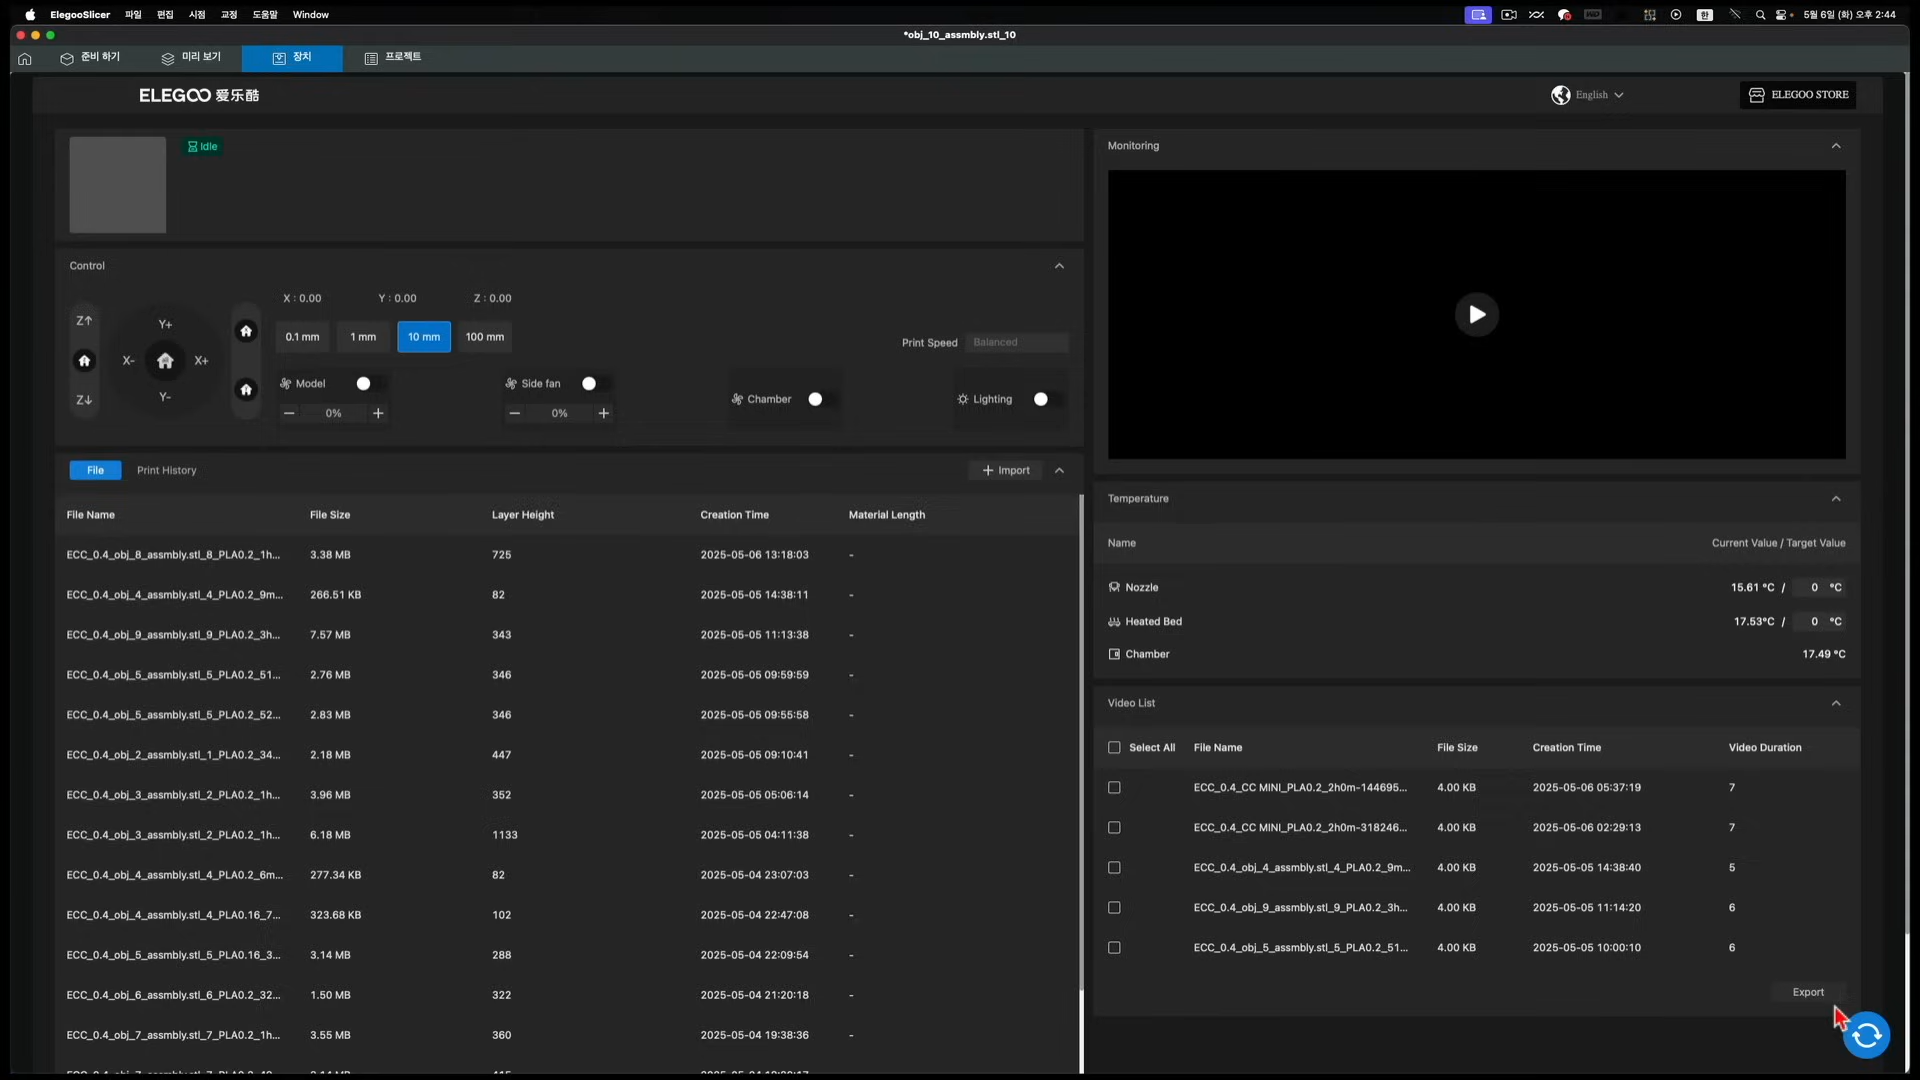 ElegooSlicer 파일 편집 시점 교정 도움말 Window 한 5월 6일 (화) 오후 2:44
*obj_10_assmbly.stl_10
준비 하기 미리 보기 장치 프로젝트
ELEGOO 爱乐酷 English ELEGOO STORE
Idle
Monitoring
Control
X : 0.00 Y : 0.00 Z : 0.00
Z↑ Y+
0.1 mm 1 mm 10 mm 100 mm
Print Speed Balanced
X- X+
Z↓ Y-
Model Side fan
Chamber Lighting
− 0% + − 0% +
File Print History + Import
File Name File Size Layer Height Creation Time Material Length
ECC_0.4_obj_8_assmbly.stl_8_PLA0.2_1h... 3.38 MB 725 2025-05-06 13:18:03 -
ECC_0.4_obj_4_assmbly.stl_4_PLA0.2_9m... 266.51 KB 82 2025-05-05 14:38:11 -
ECC_0.4_obj_9_assmbly.stl_9_PLA0.2_3h... 7.57 MB 343 2025-05-05 11:13:38 -
ECC_0.4_obj_5_assmbly.stl_5_PLA0.2_51... 2.76 MB 346 2025-05-05 09:59:59 -
ECC_0.4_obj_5_assmbly.stl_5_PLA0.2_52... 2.83 MB 346 2025-05-05 09:55:58 -
ECC_0.4_obj_2_assmbly.stl_1_PLA0.2_34... 2.18 MB 447 2025-05-05 09:10:41 -
ECC_0.4_obj_3_assmbly.stl_2_PLA0.2_1h... 3.96 MB 352 2025-05-05 05:06:14 -
ECC_0.4_obj_3_assmbly.stl_2_PLA0.2_1h... 6.18 MB 1133 2025-05-05 04:11:38 -
ECC_0.4_obj_4_assmbly.stl_4_PLA0.2_6m... 277.34 KB 82 2025-05-04 23:07:03 -
ECC_0.4_obj_4_assmbly.stl_4_PLA0.16_7... 323.68 KB 102 2025-05-04 22:47:08 -
ECC_0.4_obj_5_assmbly.stl_5_PLA0.16_3... 3.14 MB 288 2025-05-04 22:09:54 -
ECC_0.4_obj_6_assmbly.stl_6_PLA0.2_32... 1.50 MB 322 2025-05-04 21:20:18 -
ECC_0.4_obj_7_assmbly.stl_7_PLA0.2_1h... 3.55 MB 360 2025-05-04 19:38:36 -
Temperature
Name Current Value / Target Value
Nozzle 15.61 °C / 0 °C
Heated Bed 17.53°C / 0 °C
Chamber 17.49 °C
Video List
Select All File Name File Size Creation Time Video Duration
ECC_0.4_CC MINI_PLA0.2_2h0m-144695... 4.00 KB 2025-05-06 05:37:19 7
ECC_0.4_CC MINI_PLA0.2_2h0m-318246... 4.00 KB 2025-05-06 02:29:13 7
ECC_0.4_obj_4_assmbly.stl_4_PLA0.2_9m... 4.00 KB 2025-05-05 14:38:40 5
ECC_0.4_obj_9_assmbly.stl_9_PLA0.2_3h... 4.00 KB 2025-05-05 11:14:20 6
ECC_0.4_obj_5_assmbly.stl_5_PLA0.2_51... 4.00 KB 2025-05-05 10:00:10 6
Export